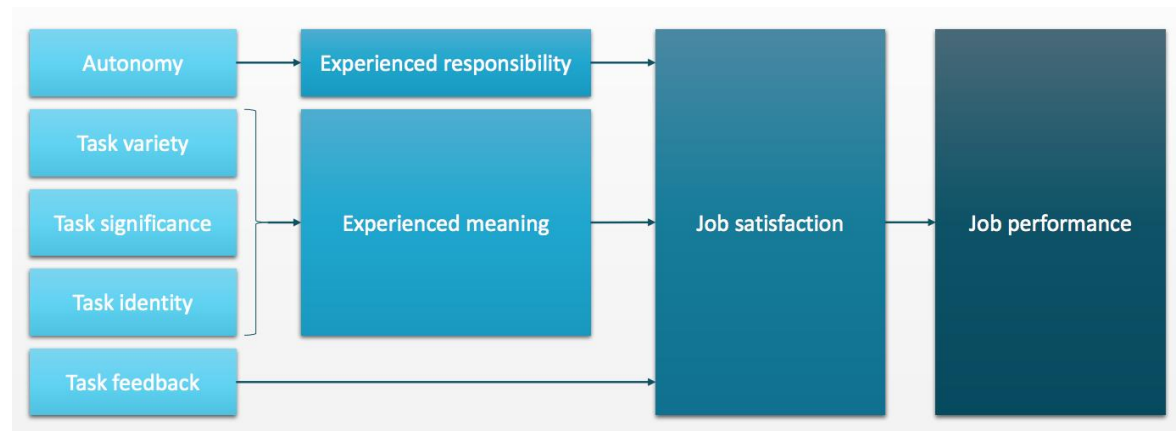 Autonomy
Experienced responsibility
Task variety
Task significance
Experienced meaning
Job satisfaction
Job performance
Task identity
Task feedback